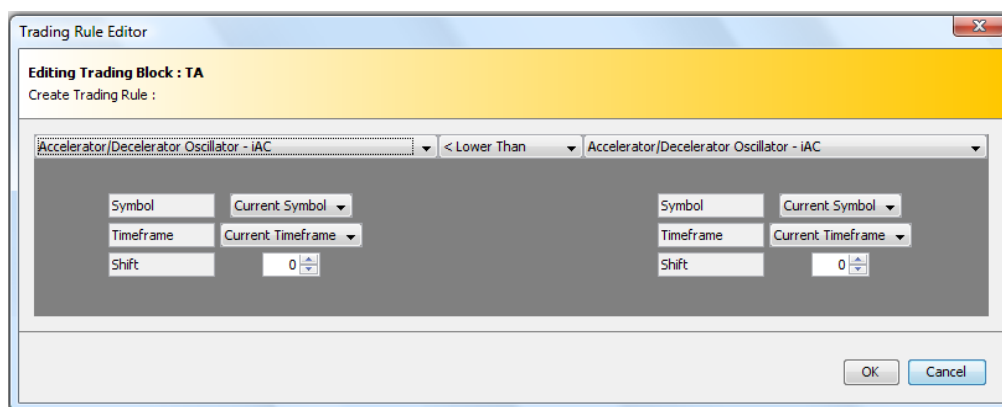 Trading Rule Editor
Editing Trading Block : TA
Create Trading Rule :
Accelerator/Decelerator Oscillator - iAC < Lower Than Accelerator/Decelerator Oscillator - iAC
Symbol Current Symbol Symbol Current Symbol
Timeframe Current Timeframe Timeframe Current Timeframe
Shift 0 Shift 0
OK Cancel